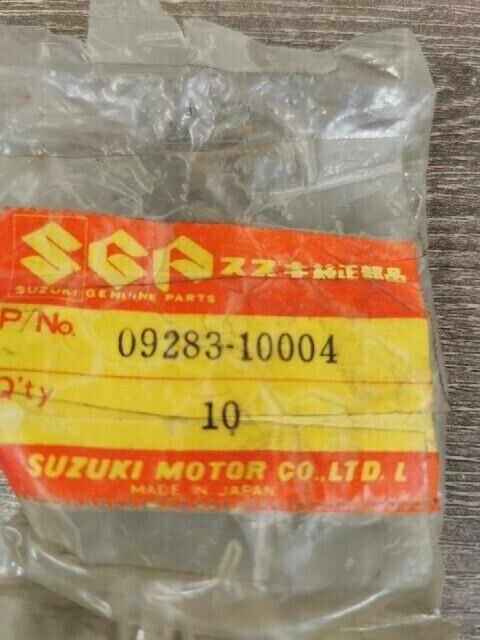 SGP スズキ純正部品
SUZUKI GENUINE PARTS
P/No. 09283-10004
Q'ty 10
SUZUKI MOTOR CO., LTD. L
MADE IN JAPAN